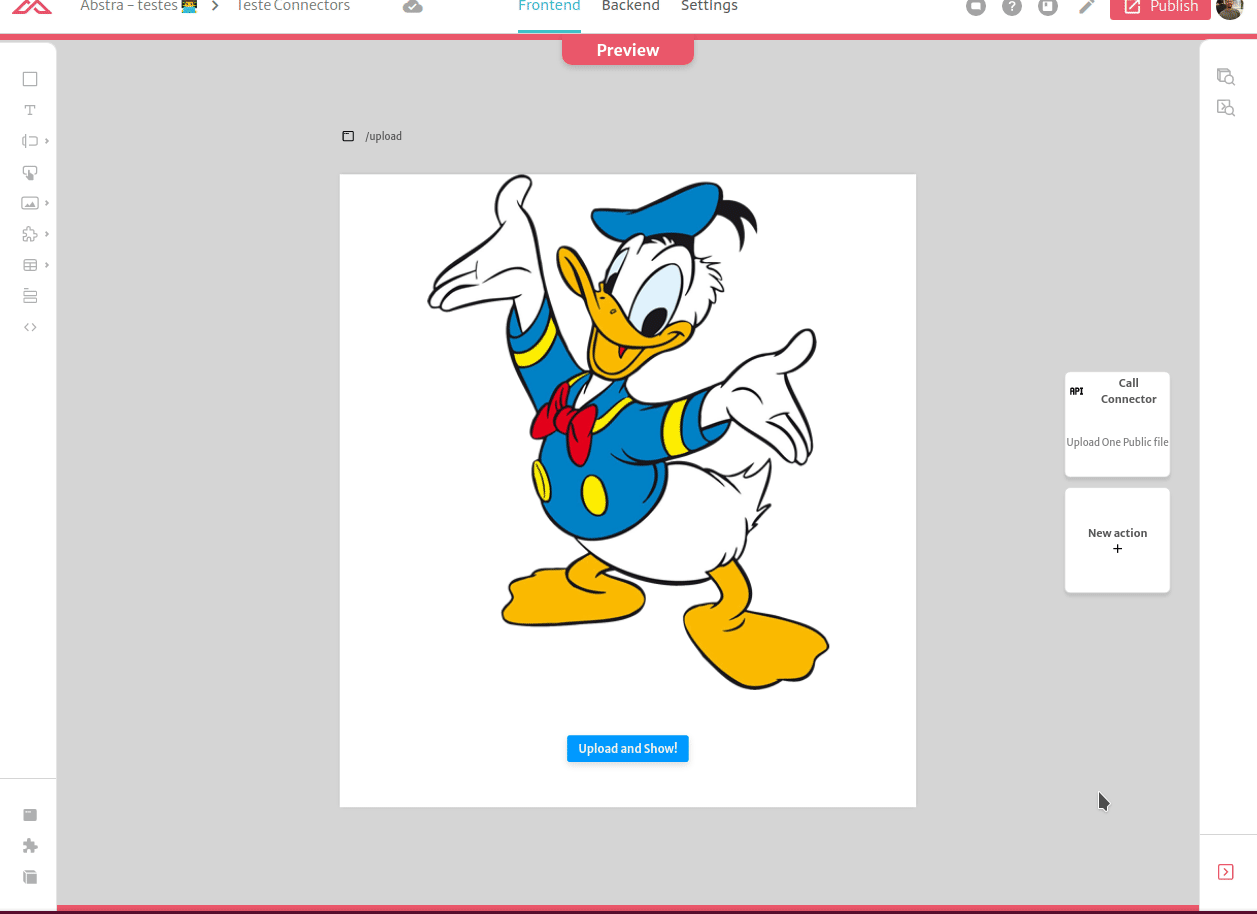 Abstra - testes
Teste Connectors
Frontend
Backend
Settings
Publish
Preview
/upload
API
Call
Connector
Upload One Public file
New action
+
Upload and Show!